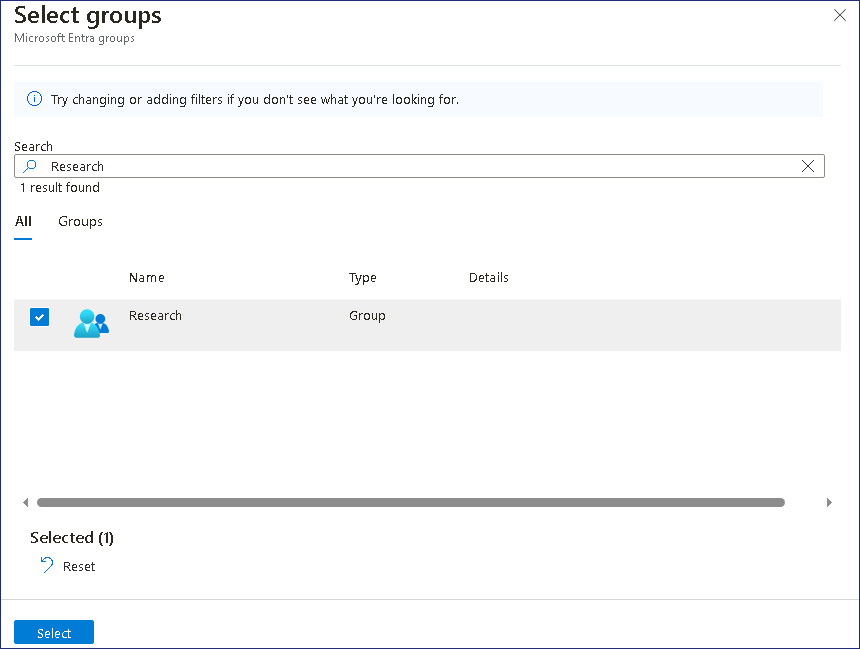 Select groups
Microsoft Entra groups
Try changing or adding filters if you don't see what you're looking for.
Search
Research
1 result found
All Groups
Name Type Details
Research Group
Selected (1)
Reset
Select